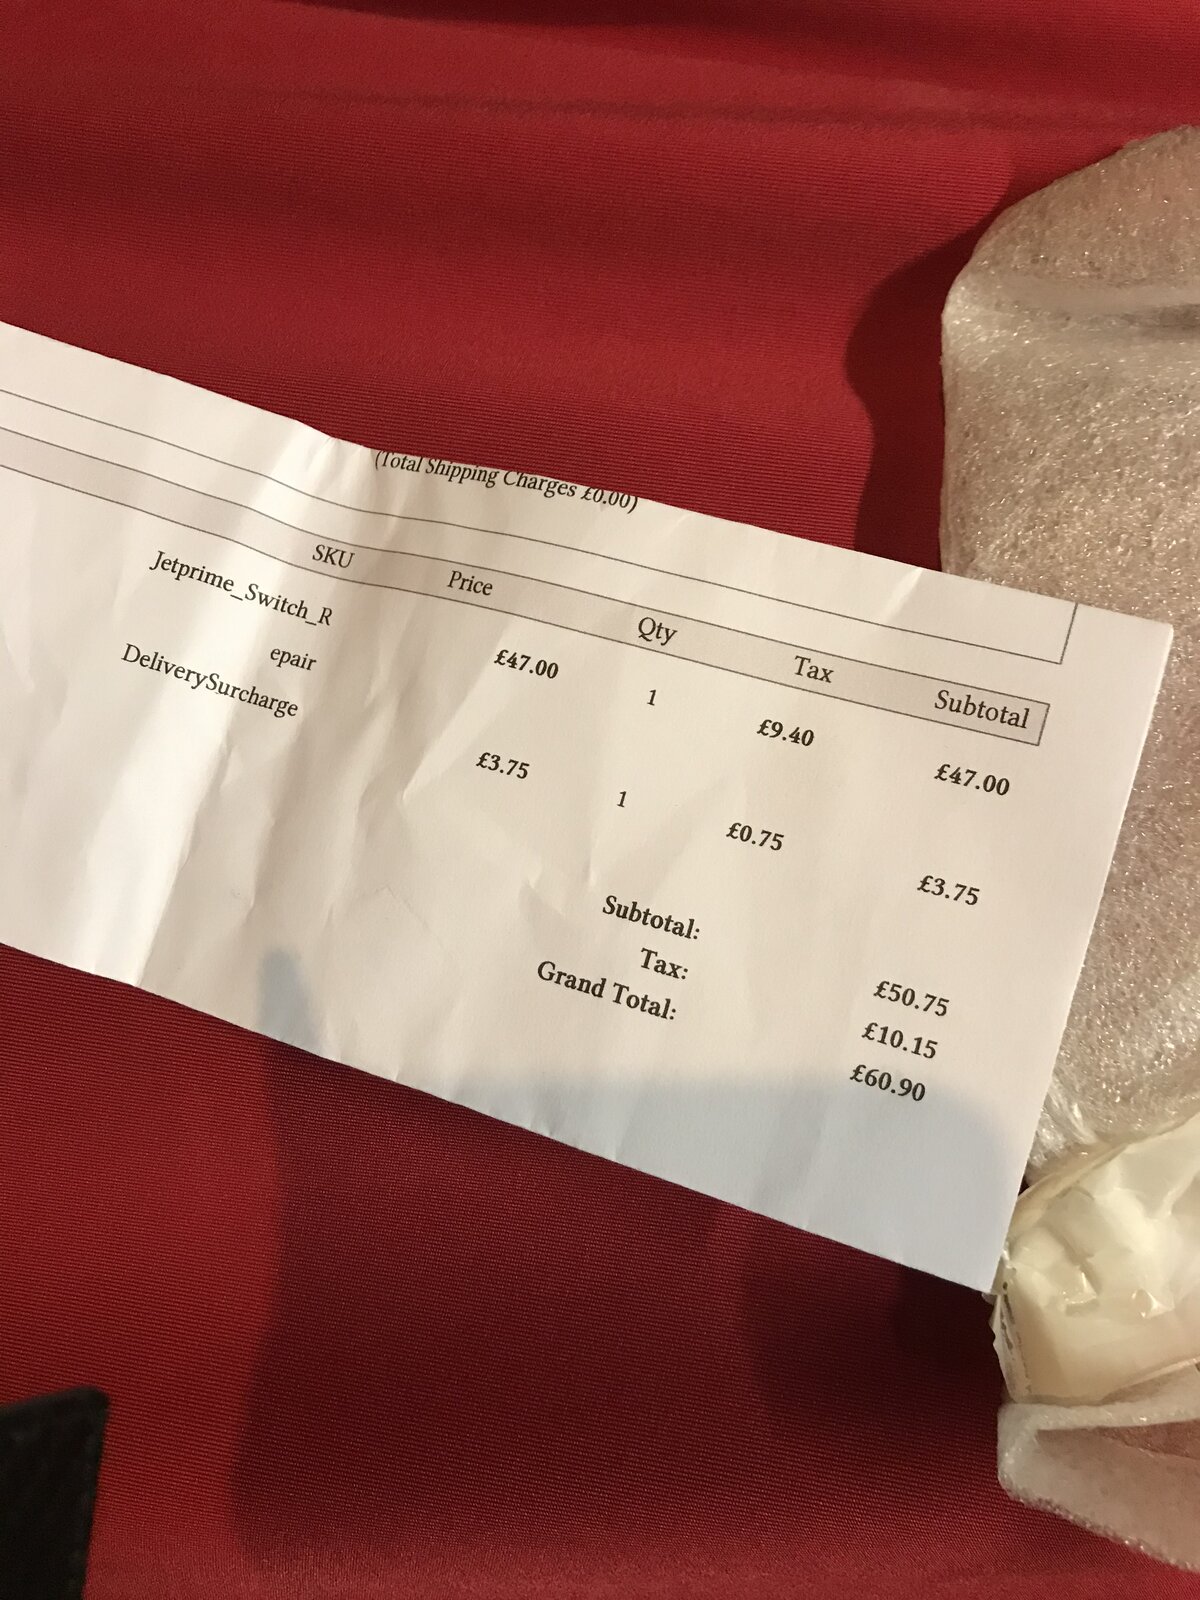 (Total Shipping Charges £0.00)
SKU Price Qty Tax Subtotal
Jetprime_Switch_R
epair £47.00 1 £9.40 £47.00
DeliverySurcharge £3.75 1 £0.75 £3.75
Subtotal: £50.75
Tax: £10.15
Grand Total: £60.90